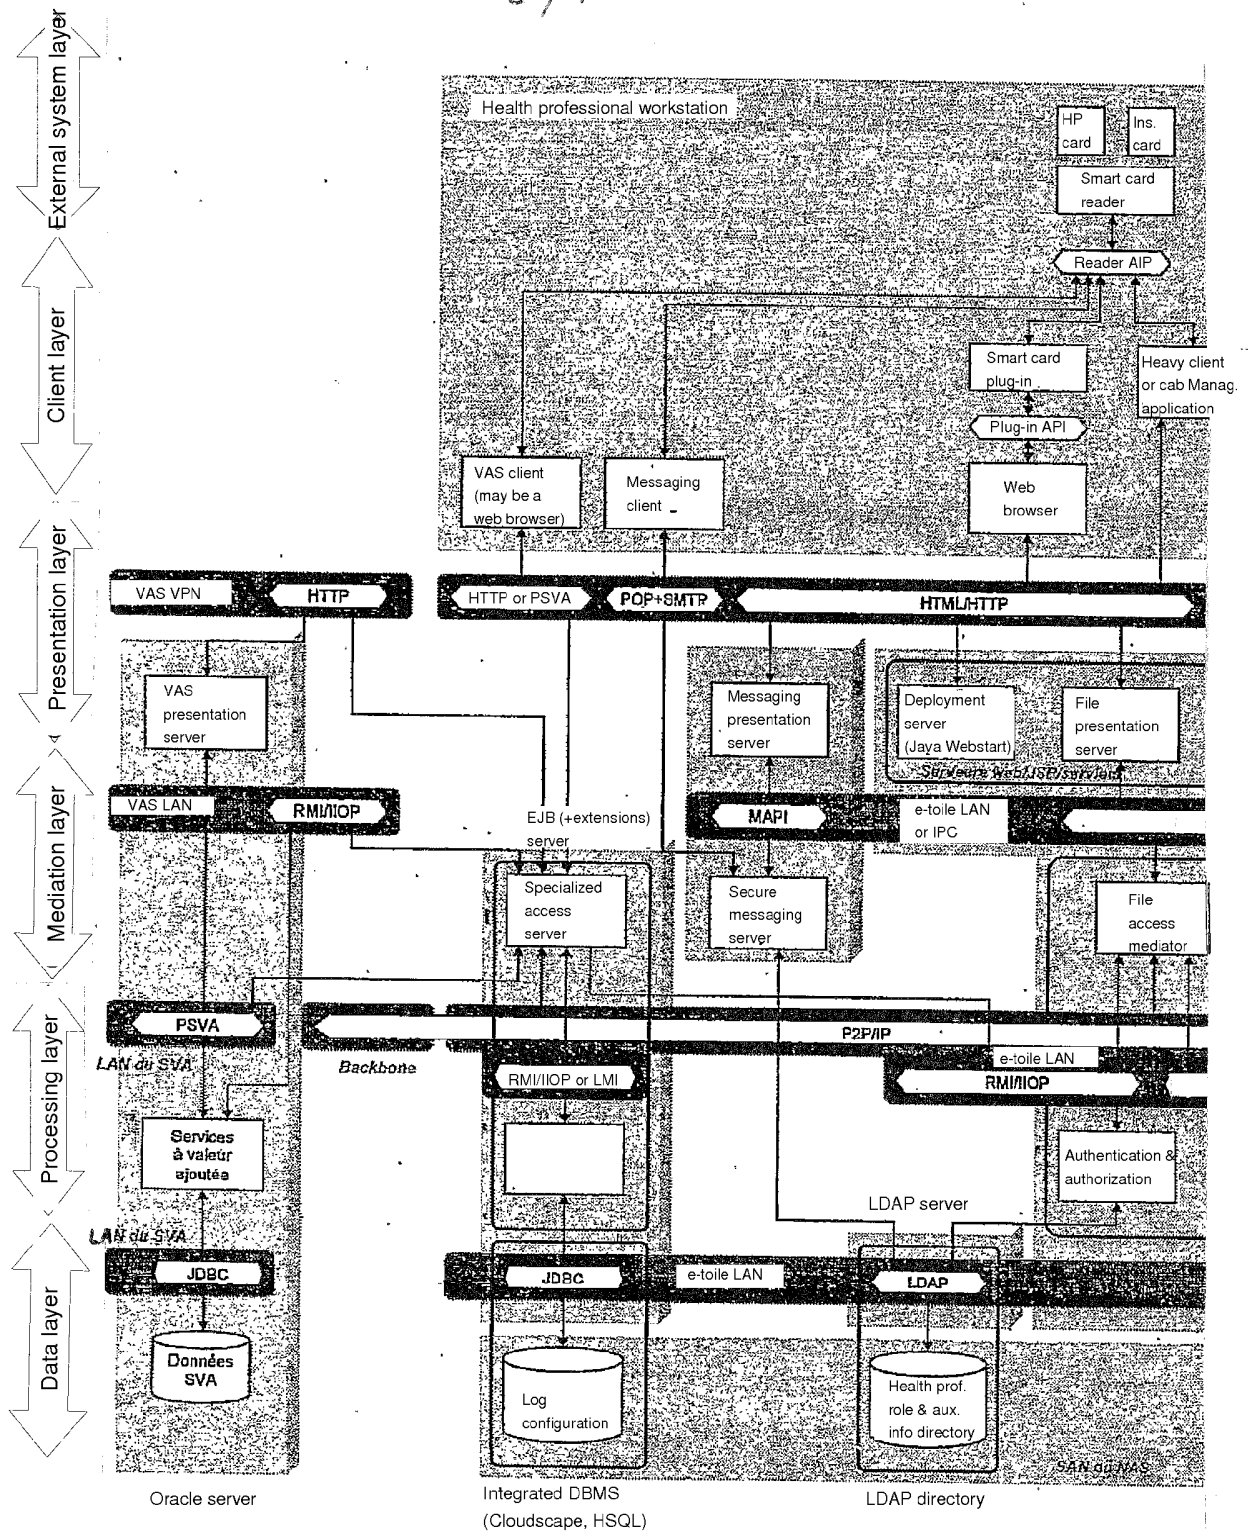 External system layer
Client layer
Presentation layer
Mediation layer
Processing layer
Data layer
Health professional workstation
HP
card
Ins.
card
Smart card
reader
Reader AIP
Smart card
plug-in
Heavy client
or cab Manag.
application
Plug-in API
VAS client
(may be a
web browser)
Messaging
client
Web
browser
VAS VPN
HTTP
HTTP or PSVA
POP+SMTP
HTML/HTTP
VAS
presentation
server
Messaging
presentation
server
Deployment
server
(Jaya Webstart)
File
presentation
server
Serveurs web/JSP/servlets
VAS LAN
RMI/IIOP
EJB (+extensions)
server
MAPI
e-toile LAN
or IPC
Specialized
access
server
Secure
messaging
server
File
access
mediator
PSVA
P2P/IP
LAN du SVA
Backbone
e-toile LAN
RMI/IIOP or LMI
RMI/IIOP
Services
à valeur
ajoutée
Authentication &
authorization
LDAP server
LAN du SVA
JDBC
JDBC
e-toile LAN
LDAP
Données
SVA
Log
configuration
Health prof.
role & aux.
info directory
SAN ou NAS
Oracle server
Integrated DBMS
(Cloudscape, HSQL)
LDAP directory